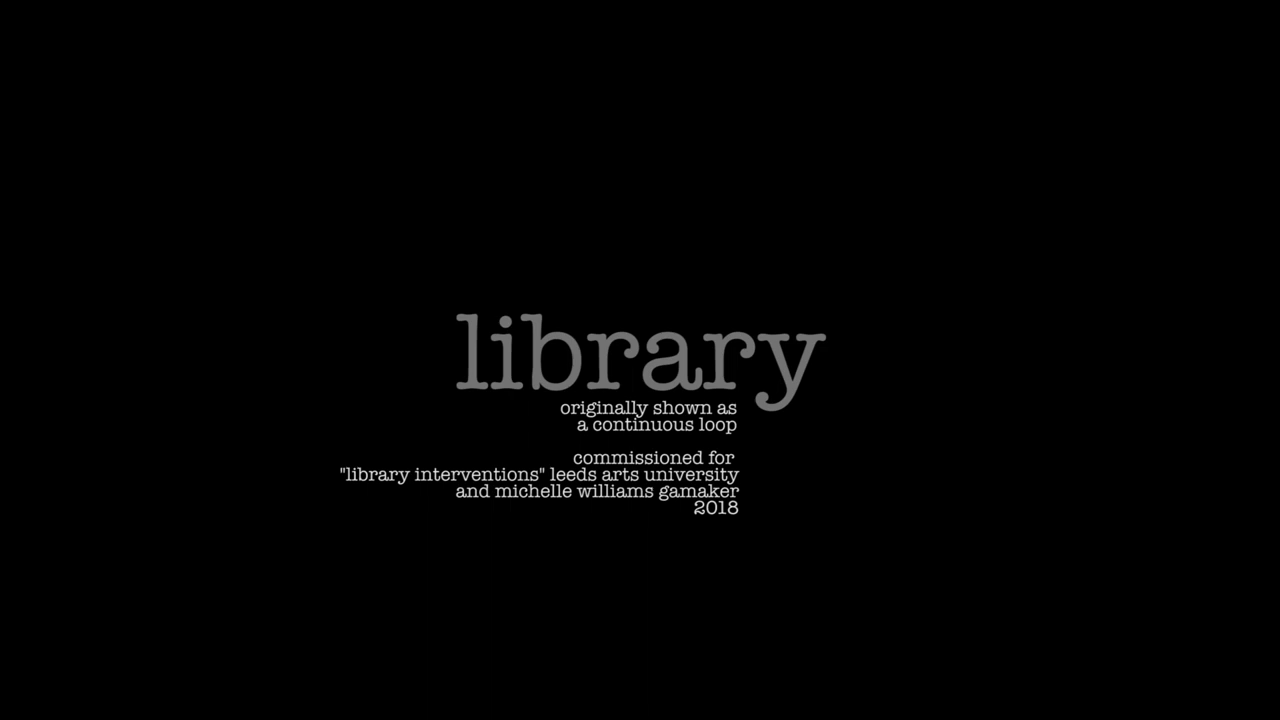 library
originally shown as
a continuous loop
commissioned for
"library interventions" leeds arts university
and michelle williams gamaker
2018